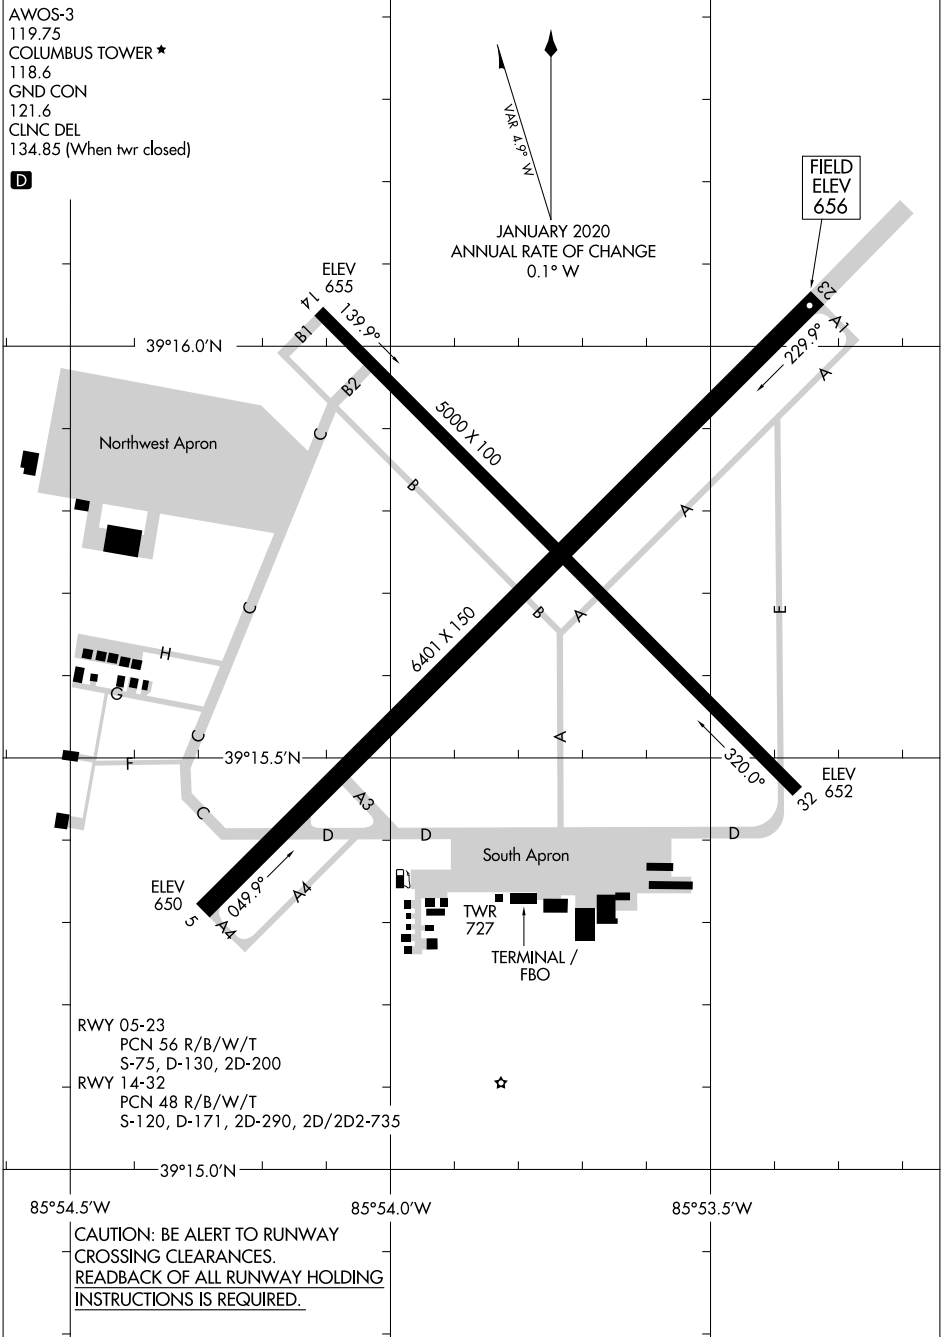 AWOS-3
119.75
COLUMBUS TOWER ★
118.6
GND CON
121.6
CLNC DEL
134.85 (When twr closed)
D
VAR 4.9° W
JANUARY 2020
ANNUAL RATE OF CHANGE
0.1° W
FIELD
ELEV
656
ELEV
655
14
139.9°
23
229.9°
A1
A
B1
B2
39°16.0'N
5000 X 100
C
Northwest Apron
B
A
C
B
A
E
6401 X 150
H
G
C
A
F
39°15.5'N
320.0°
ELEV
652
32
A3
C
D
D
D
South Apron
ELEV
650
049.9°
A4
5
A4
TWR
727
TERMINAL /
FBO
RWY 05-23
PCN 56 R/B/W/T
S-75, D-130, 2D-200
RWY 14-32
PCN 48 R/B/W/T
S-120, D-171, 2D-290, 2D/2D2-735
39°15.0'N
85°54.5'W
85°54.0'W
85°53.5'W
CAUTION: BE ALERT TO RUNWAY
CROSSING CLEARANCES.
READBACK OF ALL RUNWAY HOLDING
INSTRUCTIONS IS REQUIRED.